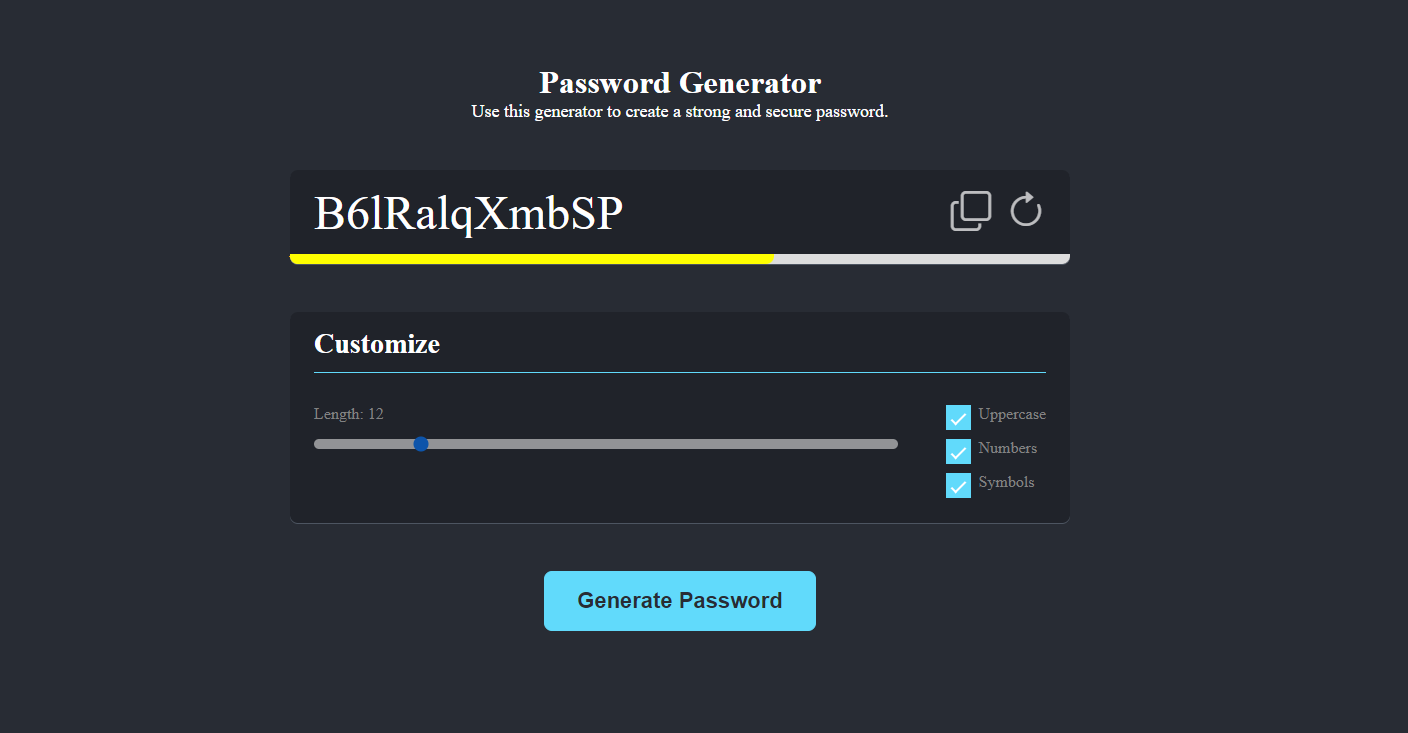 Password Generator
Use this generator to create a strong and secure password.
B6lRalqXmbSP
Customize
Length: 12
Uppercase
Numbers
Symbols
Generate Password